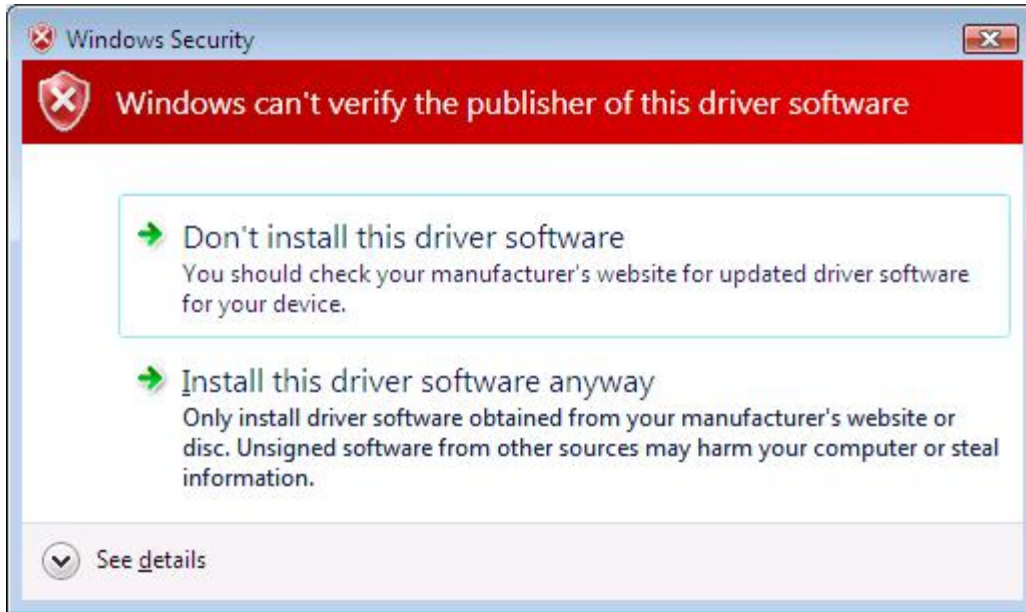 Windows Security
Windows can't verify the publisher of this driver software
Don't install this driver software
You should check your manufacturer's website for updated driver software
for your device.
Install this driver software anyway
Only install driver software obtained from your manufacturer's website or
disc. Unsigned software from other sources may harm your computer or steal
information.
See details